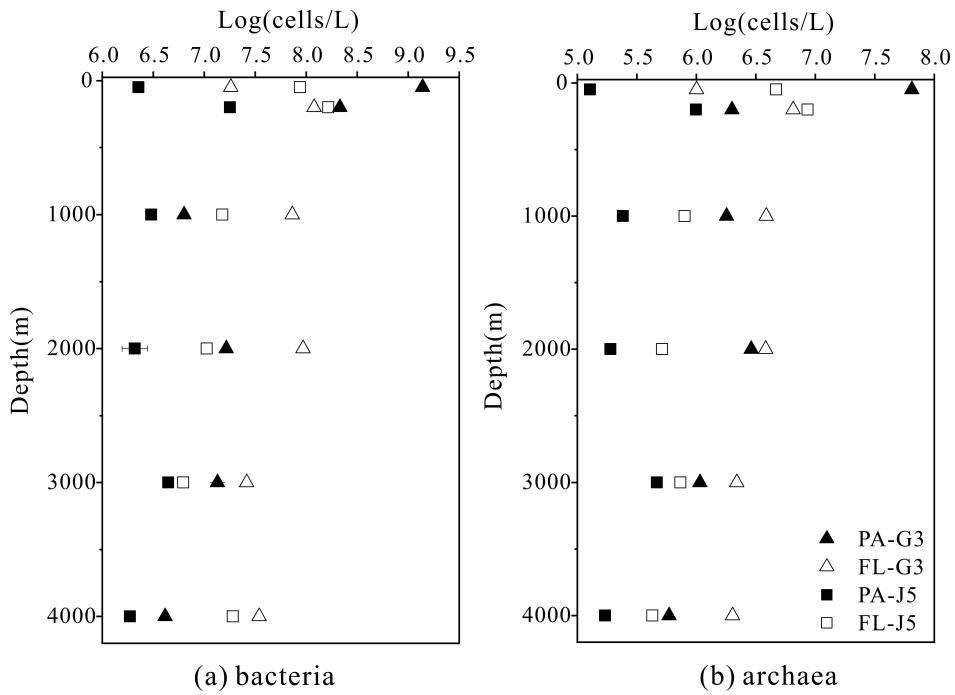 Log(cells/L)
6.0 6.5 7.0 7.5 8.0 8.5 9.0 9.5
0
1000
2000
3000
4000
Depth(m)
(a) bacteria
Log(cells/L)
5.0 5.5 6.0 6.5 7.0 7.5 8.0
0
1000
2000
3000
4000
Depth(m)
PA-G3
FL-G3
PA-J5
FL-J5
(b) archaea